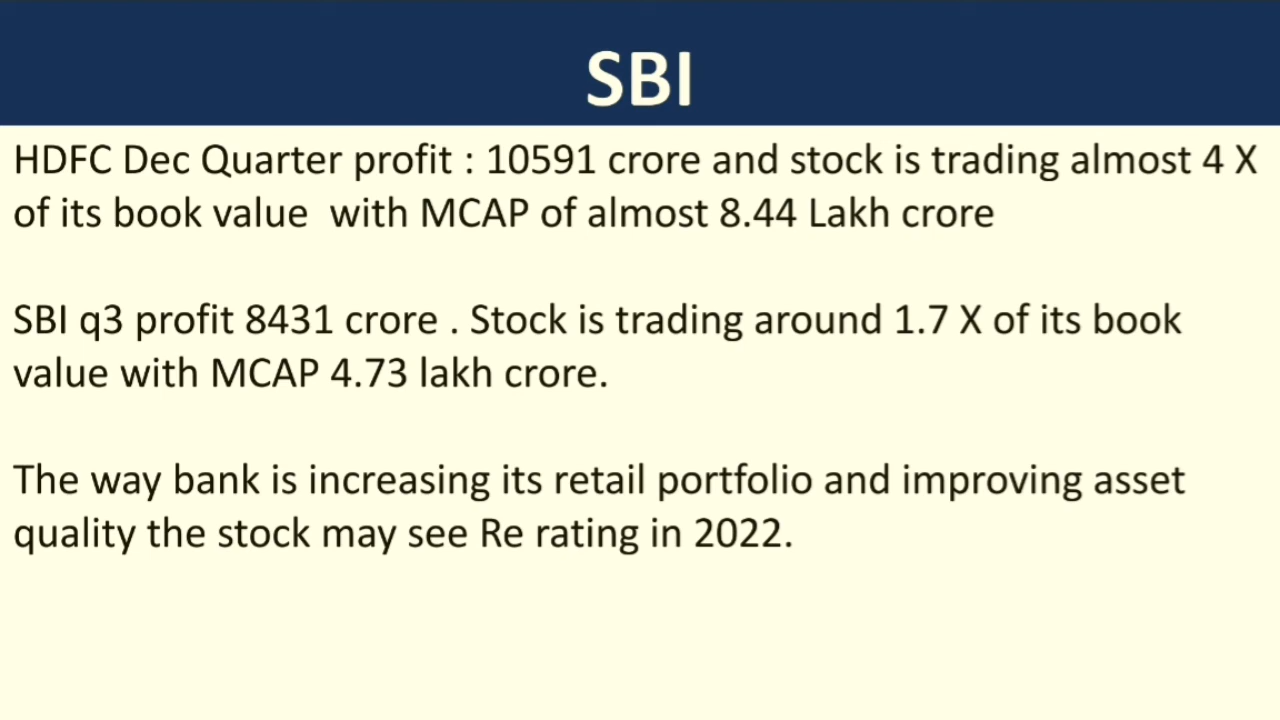 SBI
HDFC Dec Quarter profit : 10591 crore and stock is trading almost 4 X
of its book value with MCAP of almost 8.44 Lakh crore
SBI q3 profit 8431 crore . Stock is trading around 1.7 X of its book
value with MCAP 4.73 lakh crore.
The way bank is increasing its retail portfolio and improving asset
quality the stock may see Re rating in 2022.